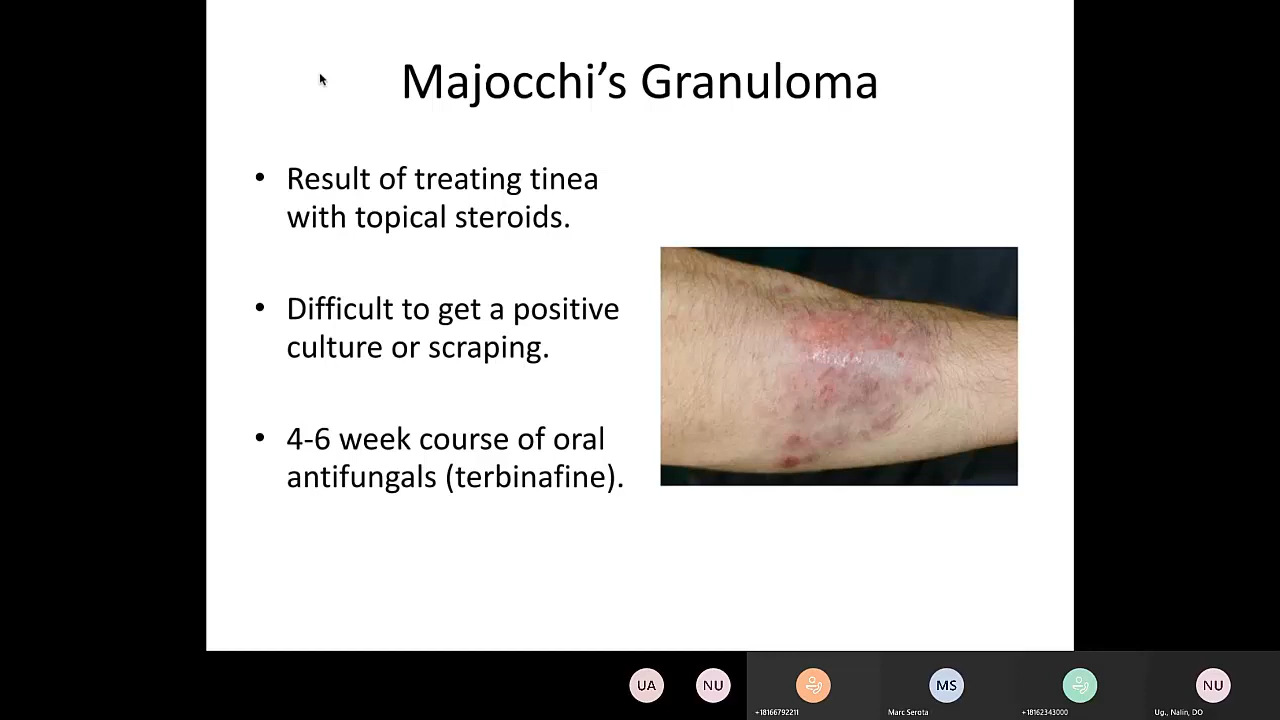 Majocchi’s Granuloma
• Result of treating tinea
with topical steroids.
• Difficult to get a positive
culture or scraping.
• 4-6 week course of oral
antifungals (terbinafine).
UA
NU
MS
NU
+18166792211
Marc Serota
+18162343000
Ug., Nalin, DO